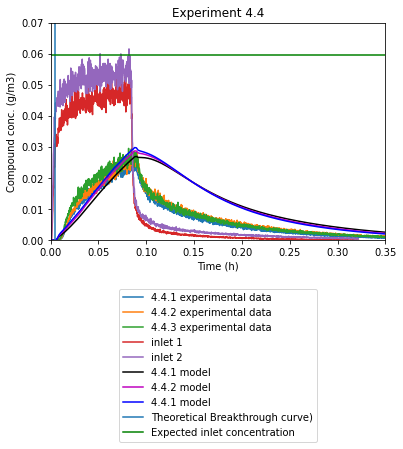 Experiment 4.4
0.07
0.06
0.05
0.04
0.03
0.02
0.01
0.00
Compound conc. (g/m3)
0.00 0.05 0.10 0.15 0.20 0.25 0.30 0.35
Time (h)
4.4.1 experimental data
4.4.2 experimental data
4.4.3 experimental data
inlet 1
inlet 2
4.4.1 model
4.4.2 model
4.4.1 model
Theoretical Breakthrough curve)
Expected inlet concentration